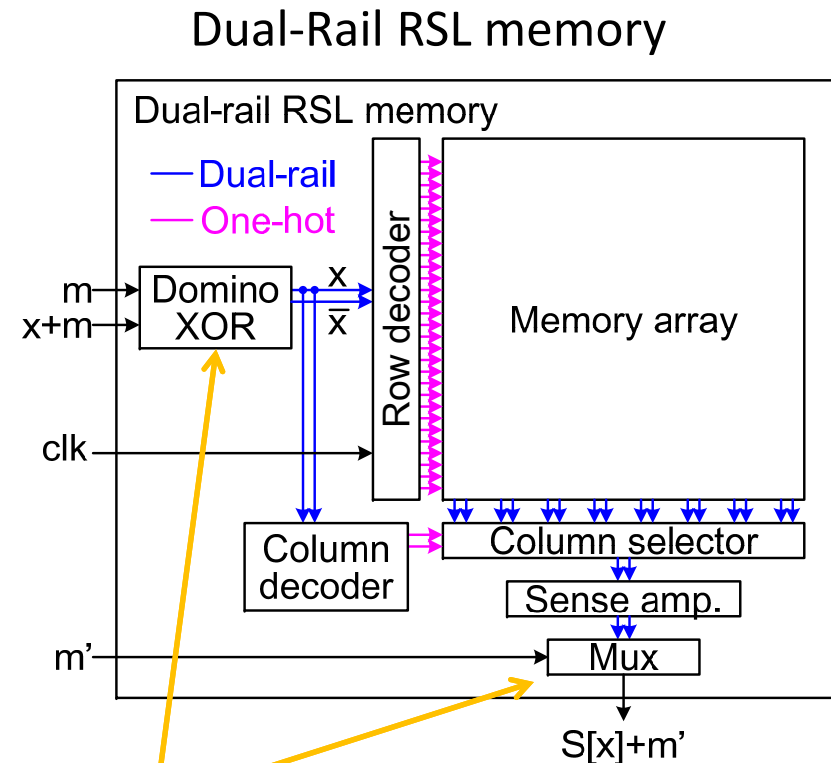 Dual-Rail RSL memory
Dual-rail RSL memory
Dual-rail
One-hot
m
x+m
Domino
XOR
x
x̅
Row decoder
Memory array
clk
Column
decoder
Column selector
Sense amp.
m’
Mux
S[x]+m’